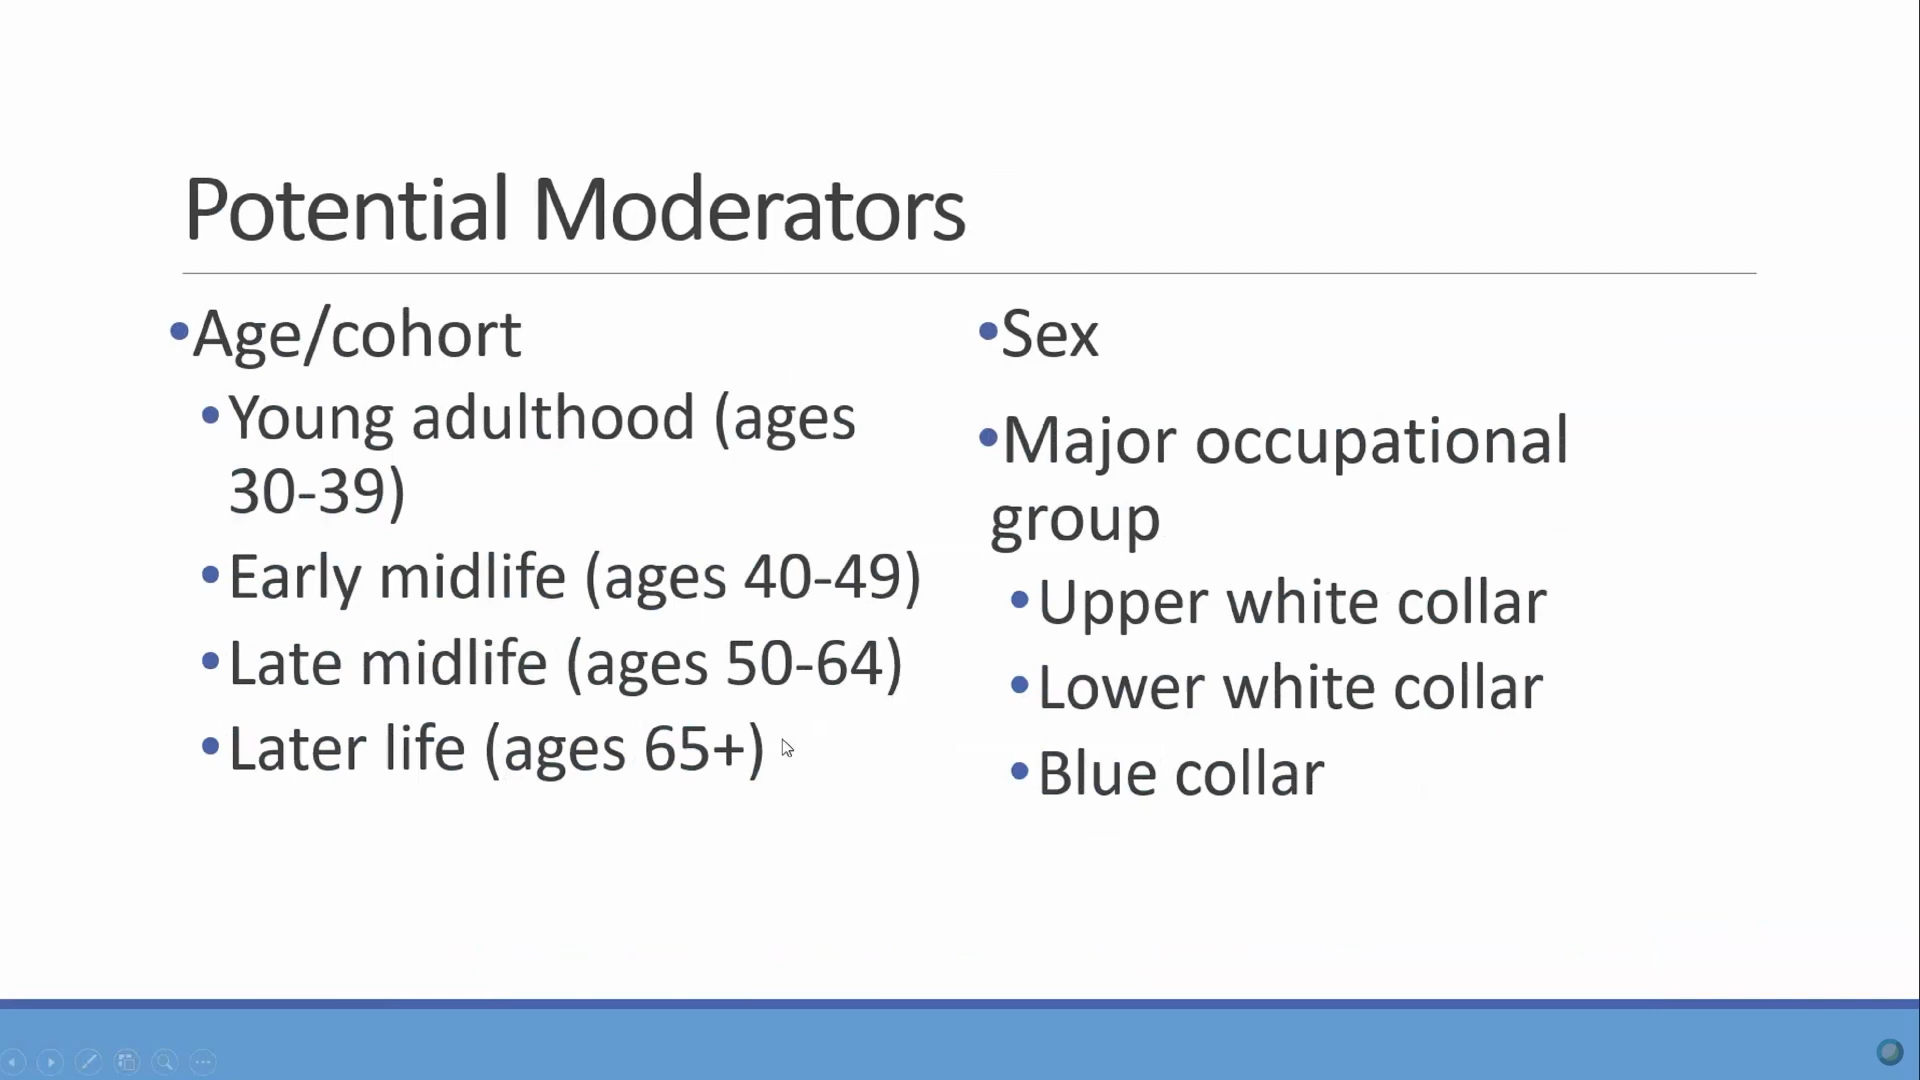 Potential Moderators
•Age/cohort
•Young adulthood (ages
30-39)
•Early midlife (ages 40-49)
•Late midlife (ages 50-64)
•Later life (ages 65+)
•Sex
•Major occupational
group
•Upper white collar
•Lower white collar
•Blue collar